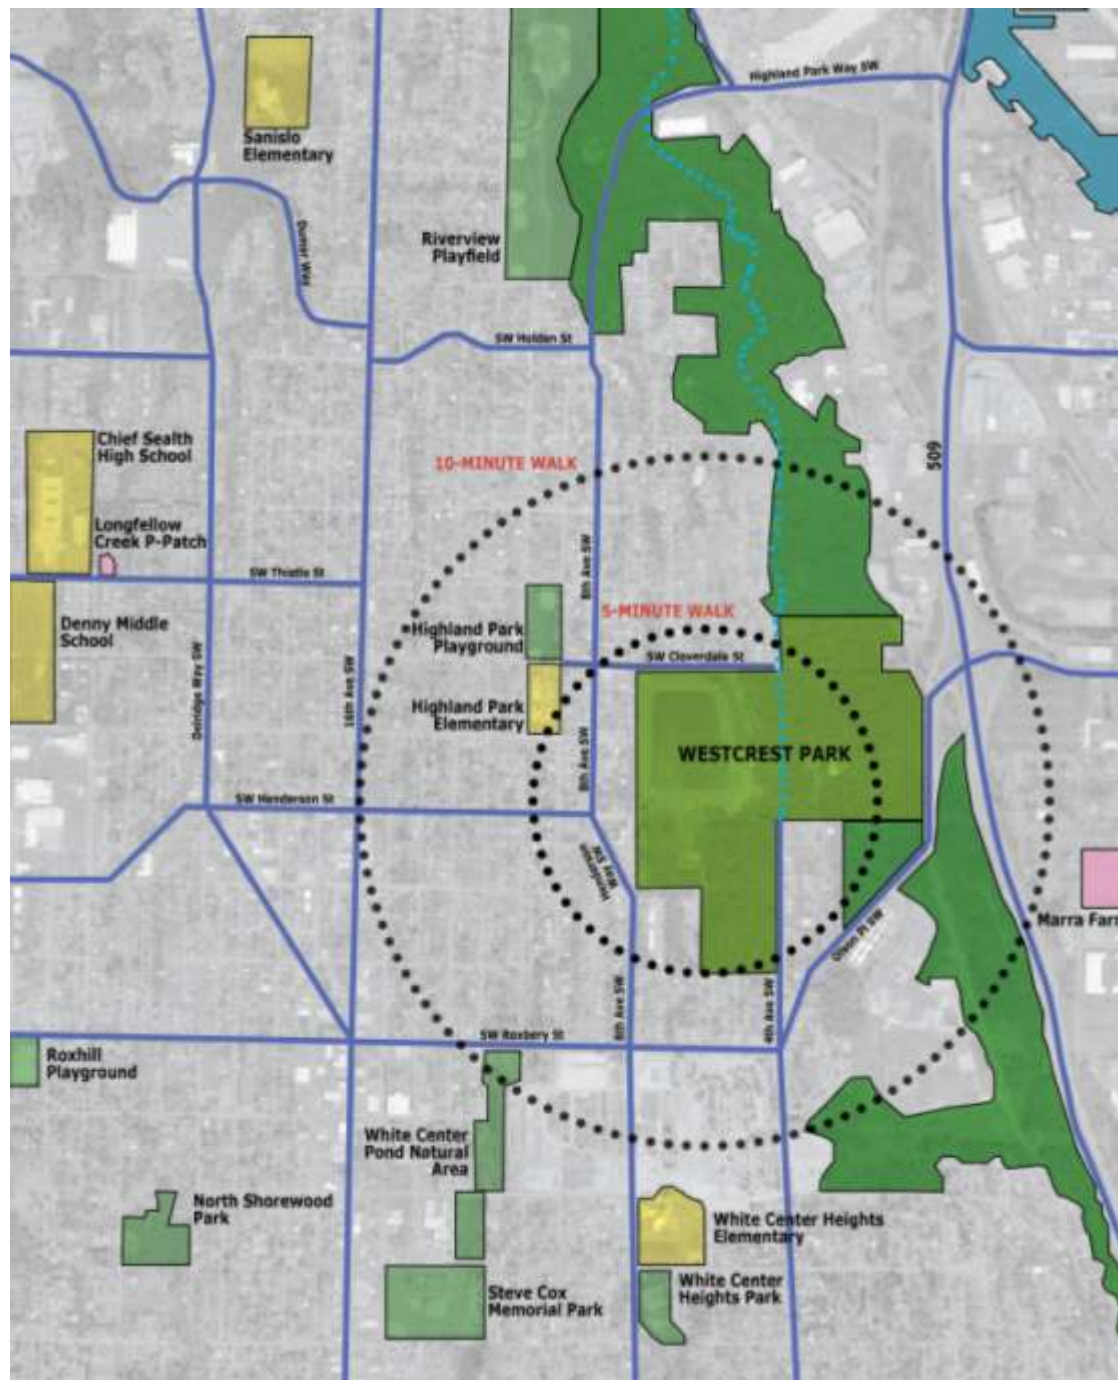 Highland Park Way SW
Sanislo
Elementary
Dumar Way
Riverview
Playfield
SW Holden St
Chief Sealth
High School
10-MINUTE WALK
509
Longfellow
Creek P-Patch
SW Thistle St
8th Ave SW
5-MINUTE WALK
Denny Middle
School
Highland Park
Playground
SW Cloverdale St
Delridge Way SW
16th Ave SW
Highland Park
Elementary
WESTCREST PARK
8th Ave SW
SW Henderson St
Henderson
Way SW
Marra Farm
Olson Pl SW
8th Ave SW
4th Ave SW
SW Roxbery St
Roxhill
Playground
White Center
Pond Natural
Area
North Shorewood
Park
White Center Heights
Elementary
Steve Cox
Memorial Park
White Center
Heights Park